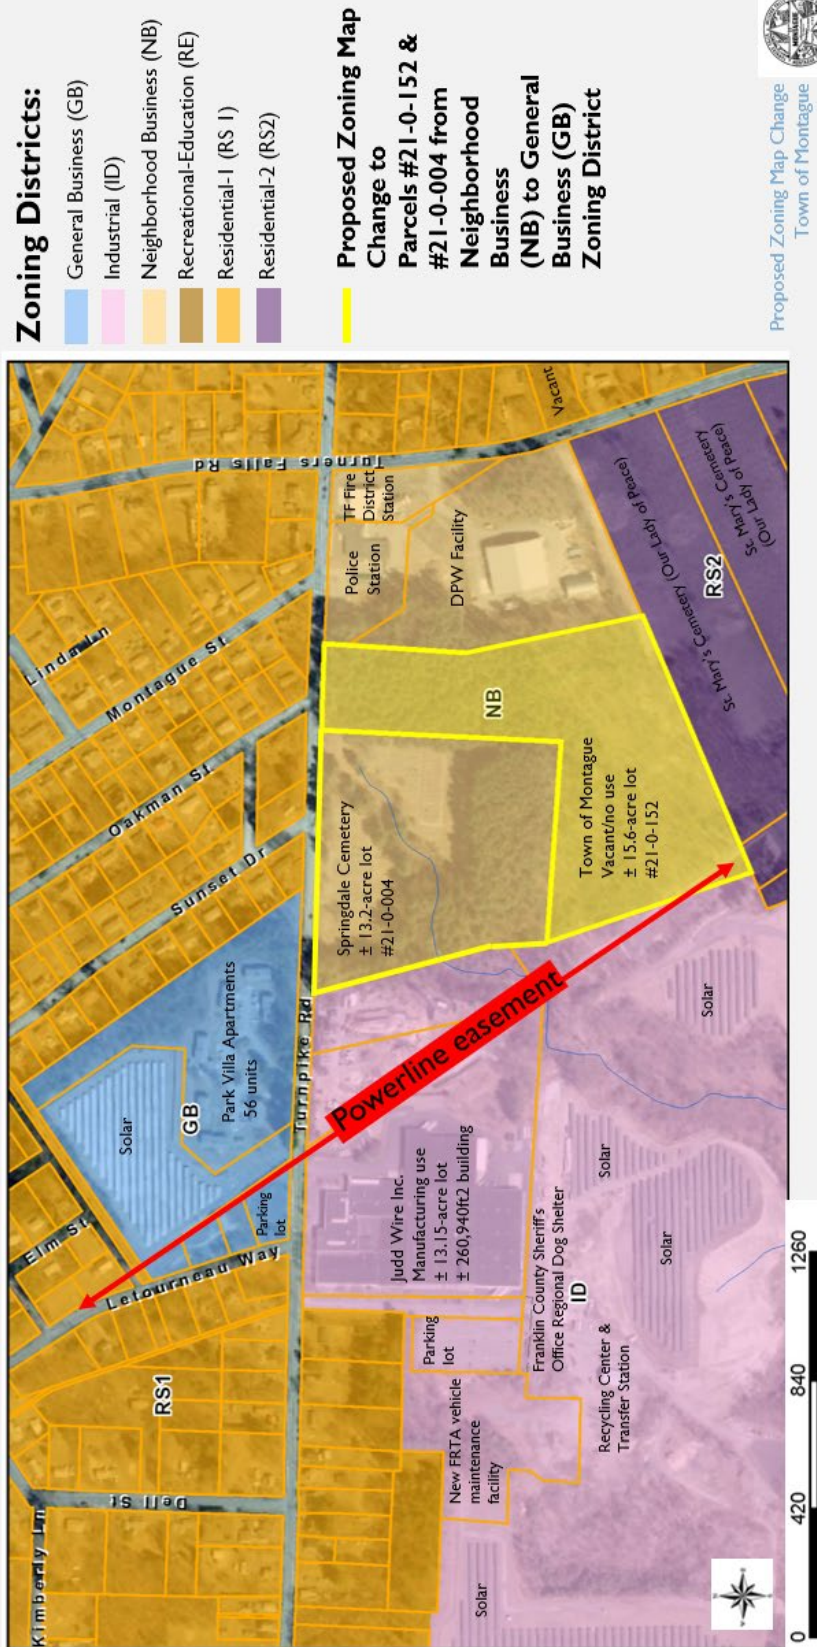 Zoning Districts:
General Business (GB)
Industrial (ID)
Neighborhood Business (NB)
Recreational-Education (RE)
Residential-1 (RS 1)
Residential-2 (RS2)
Proposed Zoning Map
Change to
Parcels #21-0-152 &
#21-0-004 from
Neighborhood
Business
(NB) to General
Business (GB)
Zoning District
Proposed Zoning Map Change
Town of Montague
Kimberly Ln
Dell St
RS1
Elm St
Letourneau Way
Parking
lot
Solar
GB
Park Villa Apartments
56 units
Sunset Dr
Oakman St
Montague St
Linda Ln
Turners Falls Rd
Turnpike Rd
Powerline easement
Springdale Cemetery
± 13.2-acre lot
#21-0-004
Police
Station
TF Fire
District
Station
DPW Facility
Vacant
NB
Town of Montague
Vacant/no use
± 15.6-acre lot
#21-0-152
St. Mary's Cemetery (Our Lady of Peace)
St. Mary's Cemetery
(Our Lady of Peace)
RS2
Judd Wire Inc.
Manufacturing use
± 13.15-acre lot
± 260,940ft2 building
Parking
lot
New FRTA vehicle
maintenance
facility
Franklin County Sheriff's
Office Regional Dog Shelter
ID
Recycling Center &
Transfer Station
Solar
Solar
Solar
Solar
0 420 840 1260